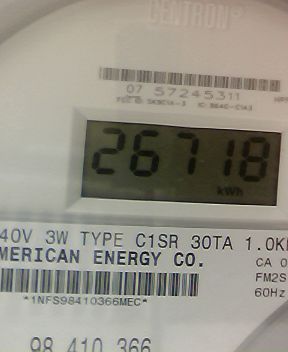 CENTRON®
07 57245311
26718
kWh
40V 3W TYPE C1SR 30TA 1.0K
MERICAN ENERGY CO.
CA 0
FM2S
60Hz
*1NFS98410366MEC*
98 410 366